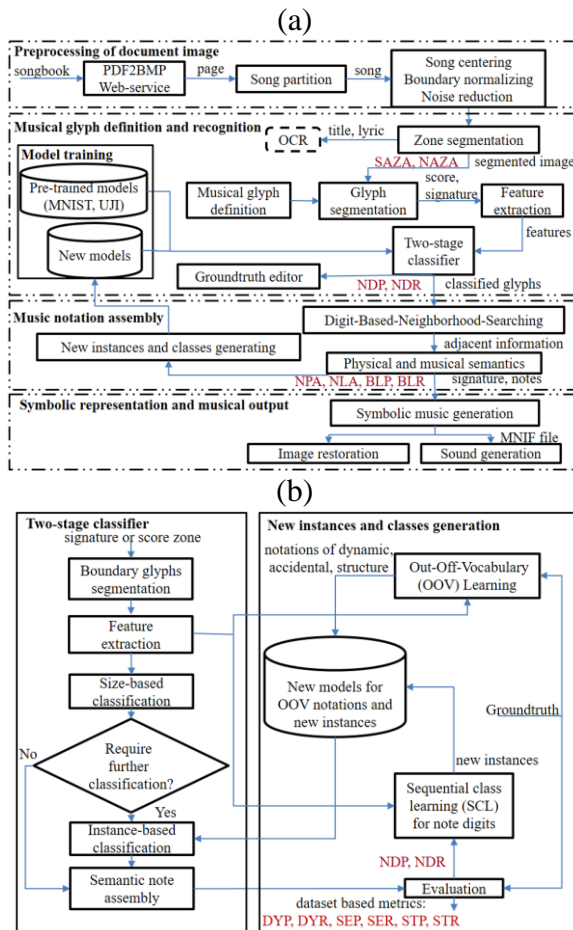 (a)
Preprocessing of document image
songbook
PDF2BMP
Web-service
page
Song partition
song
Song centering
Boundary normalizing
Noise reduction
Musical glyph definition and recognition
OCR
title, lyric
Zone segmentation
Model training
SAZA, NAZA
segmented image
Pre-trained models
(MNIST, UJI)
Musical glyph
definition
Glyph
segmentation
score,
signature
Feature
extraction
New models
Two-stage
classifier
features
Groundtruth editor
NDP, NDR
classified glyphs
Music notation assembly
Digit-Based-Neighborhood-Searching
adjacent information
New instances and classes generating
Physical and musical semantics
NPA, NLA, BLP, BLR
signature, notes
Symbolic representation and musical output
Symbolic music generation
MNIF file
Image restoration
Sound generation
(b)
Two-stage classifier
signature or score zone
Boundary glyphs
segmentation
Feature
extraction
Size-based
classification
No
Require
further
classification?
Yes
Instance-based
classification
Semantic note
assembly
New instances and classes generation
notations of dynamic,
accidental, structure
Out-Off-Vocabulary
(OOV) Learning
New models for
OOV notations and
new instances
Groundtruth
new instances
Sequential class
learning (SCL)
for note digits
NDP, NDR
Evaluation
dataset based metrics:
DYP, DYR, SEP, SER, STP, STR